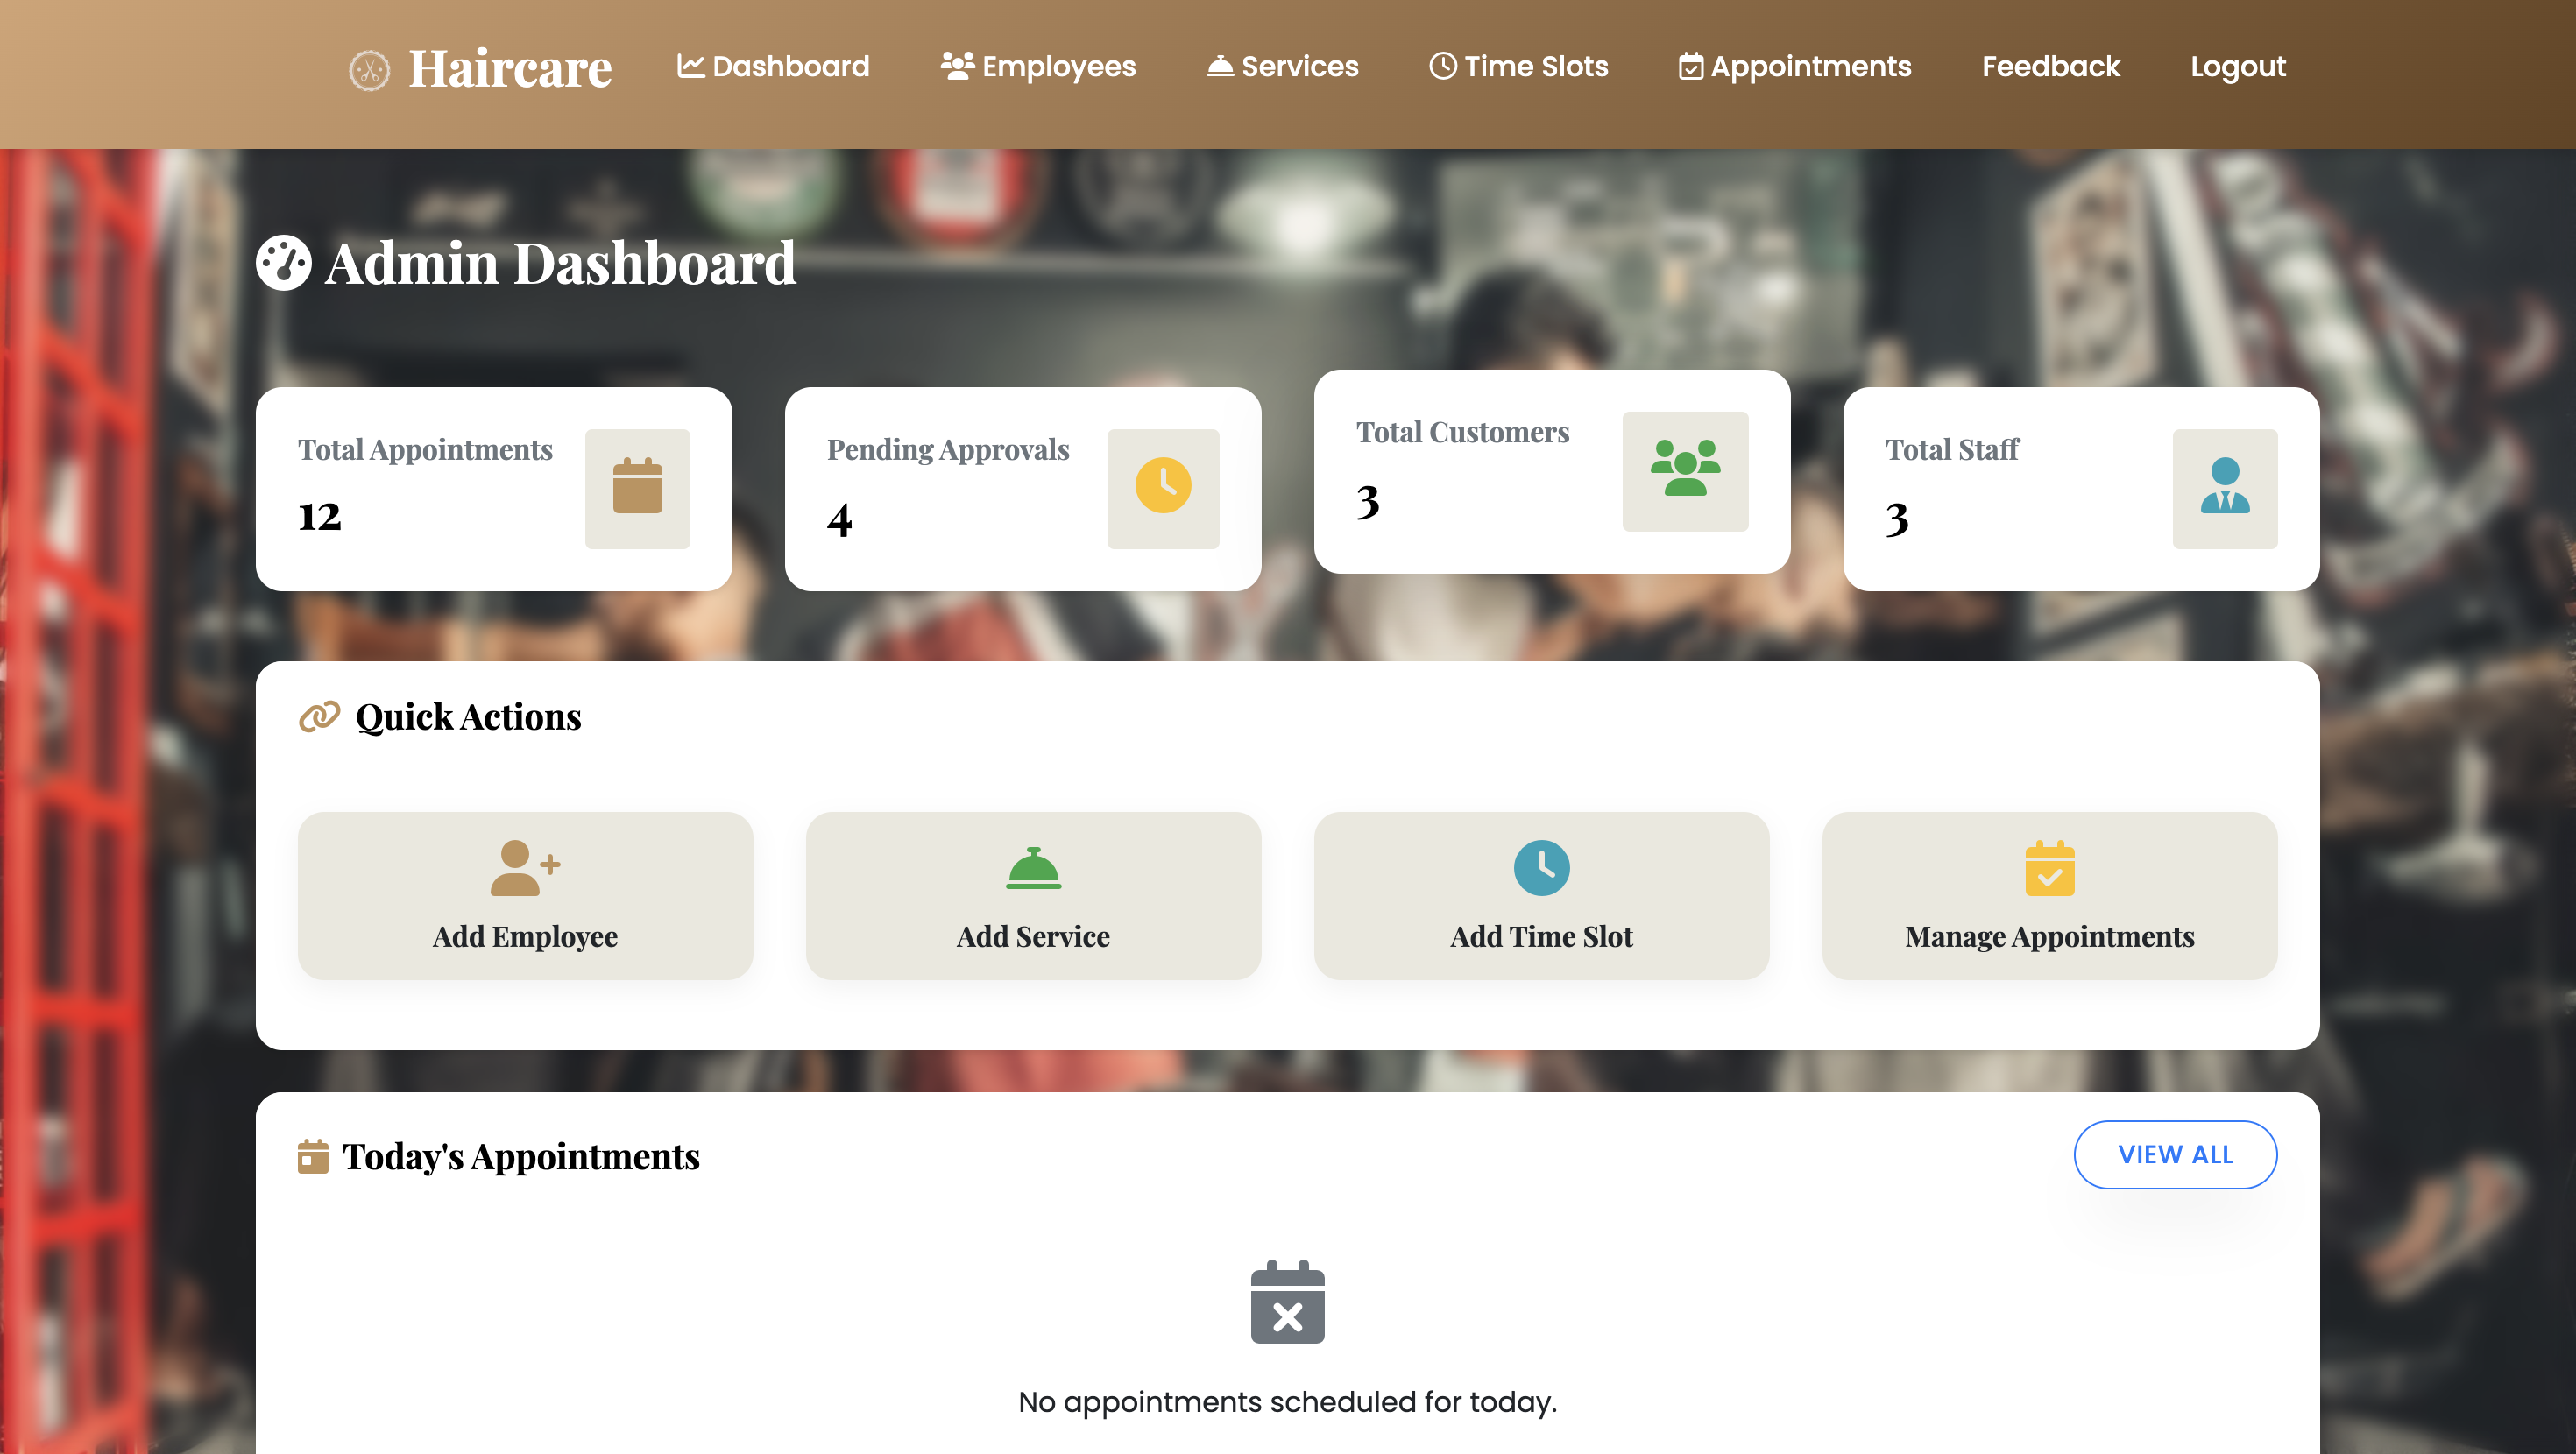 Haircare Dashboard Employees Services Time Slots Appointments Feedback Logout
Admin Dashboard
Total Appointments
12
Pending Approvals
4
Total Customers
3
Total Staff
3
Quick Actions
Add Employee
Add Service
Add Time Slot
Manage Appointments
Today's Appointments
VIEW ALL
No appointments scheduled for today.